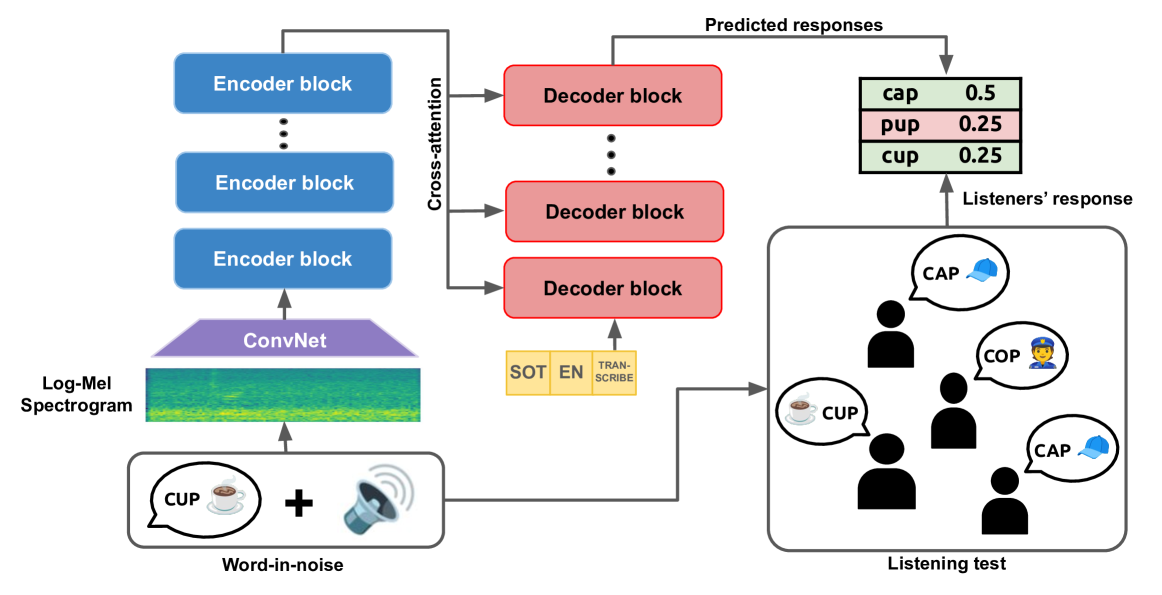 Predicted responses
Encoder block
Encoder block
Encoder block
Cross-attention
Decoder block
Decoder block
Decoder block
cap 0.5
pup 0.25
cup 0.25
Listeners’ response
ConvNet
Log-Mel
Spectrogram
SOT EN TRAN-
SCRIBE
CUP
+
Word-in-noise
CAP
COP
CUP
CAP
Listening test